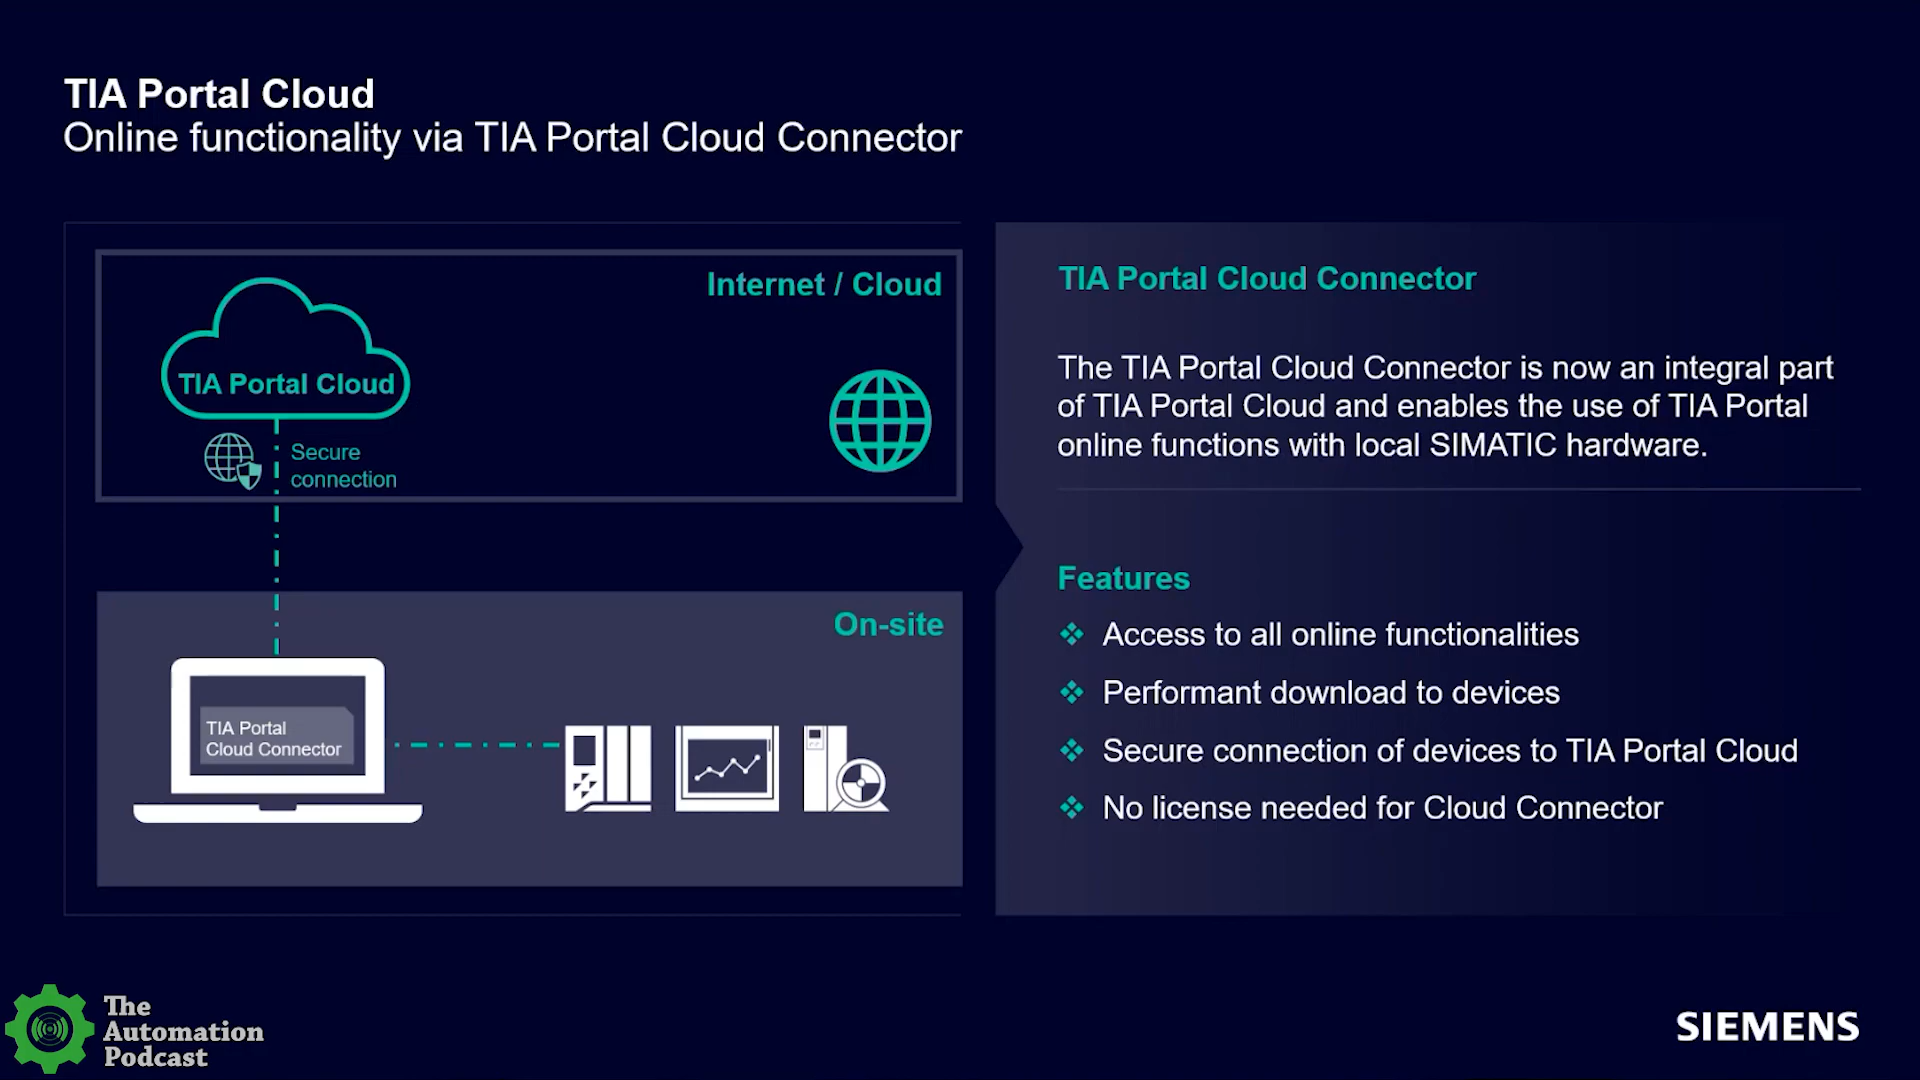 TIA Portal Cloud
Online functionality via TIA Portal Cloud Connector
Internet / Cloud
TIA Portal Cloud
Secure
connection
On-site
TIA Portal
Cloud Connector
TIA Portal Cloud Connector
The TIA Portal Cloud Connector is now an integral part
of TIA Portal Cloud and enables the use of TIA Portal
online functions with local SIMATIC hardware.
Features
Access to all online functionalities
Performant download to devices
Secure connection of devices to TIA Portal Cloud
No license needed for Cloud Connector
The
Automation
Podcast
SIEMENS